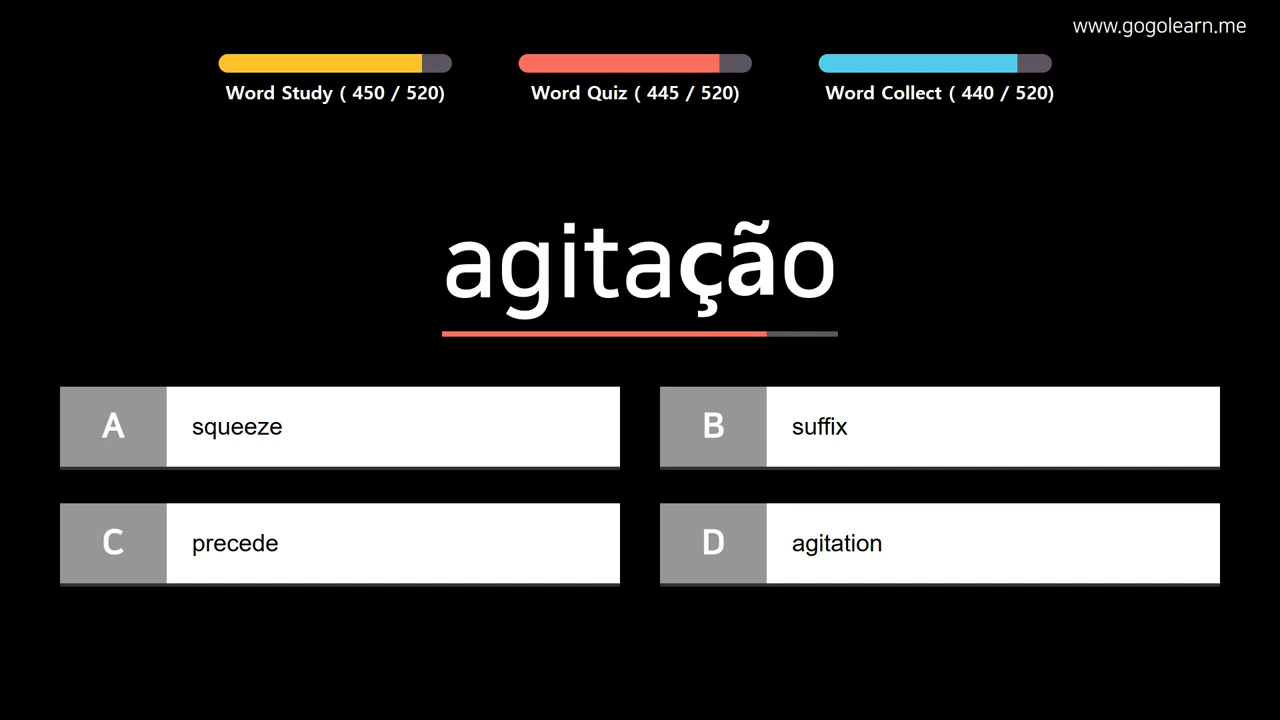 www.gogolearn.me
Word Study ( 450 / 520)
Word Quiz ( 445 / 520)
Word Collect ( 440 / 520)
agitação
A
squeeze
B
suffix
C
precede
D
agitation